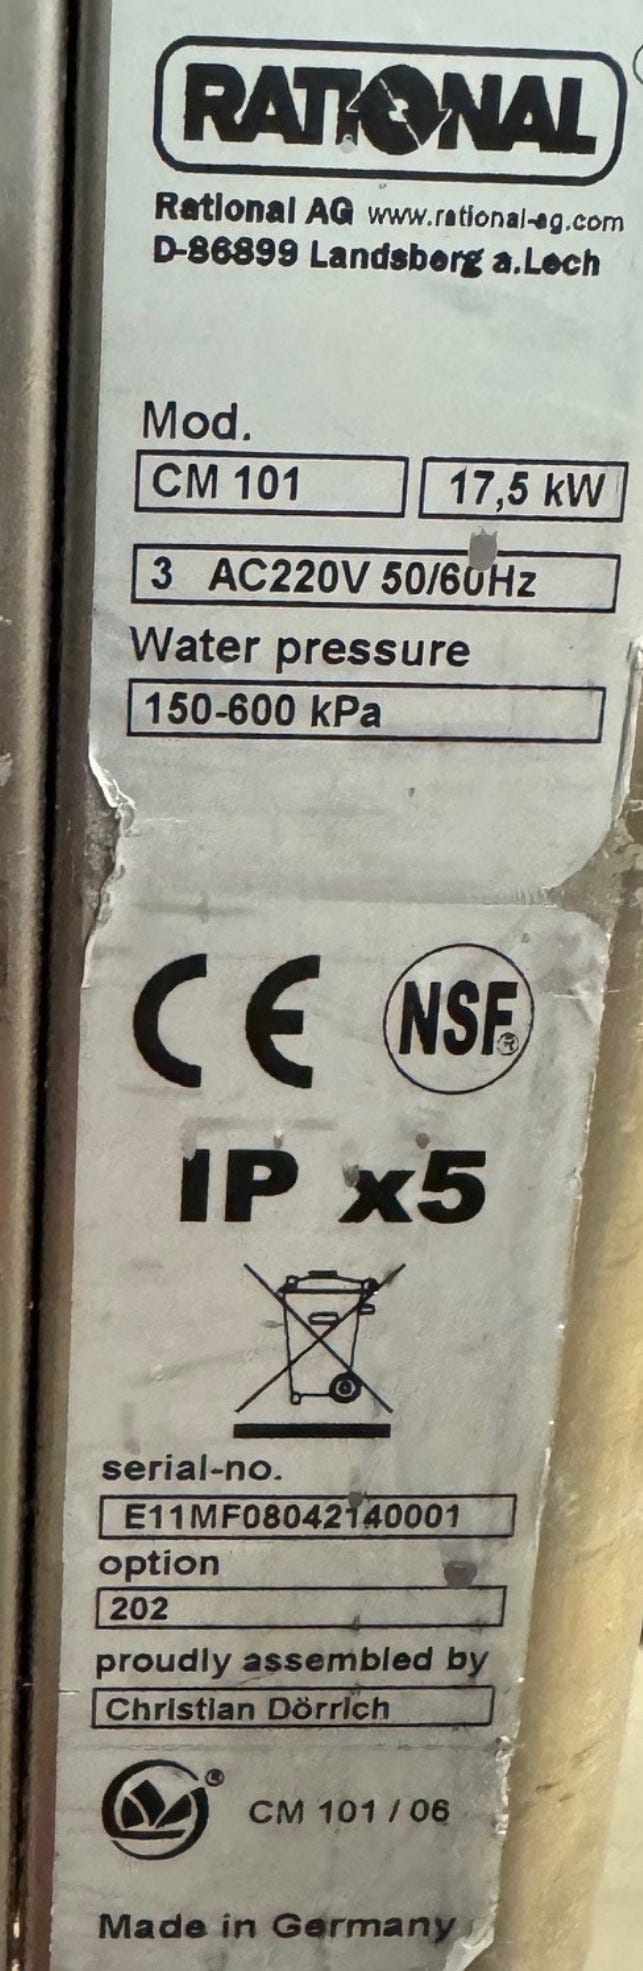 RATIONAL
Rational AG www.rational-ag.com
D-86899 Landsberg a.Lech
Mod.
CM 101 17,5 kW
3 AC220V 50/60Hz
Water pressure
150-600 kPa
CE NSF®
IP x5
serial-no.
E11MF08042140001
option
202
proudly assembled by
Christian Dörrich
® CM 101 / 06
Made in Germany